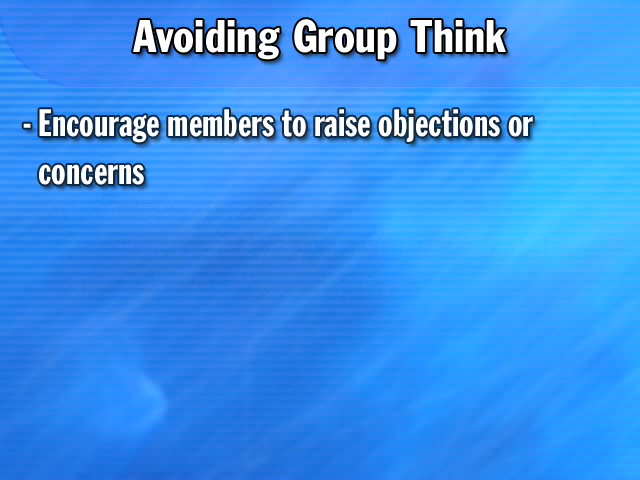 Avoiding Group Think
- Encourage members to raise objections or
concerns